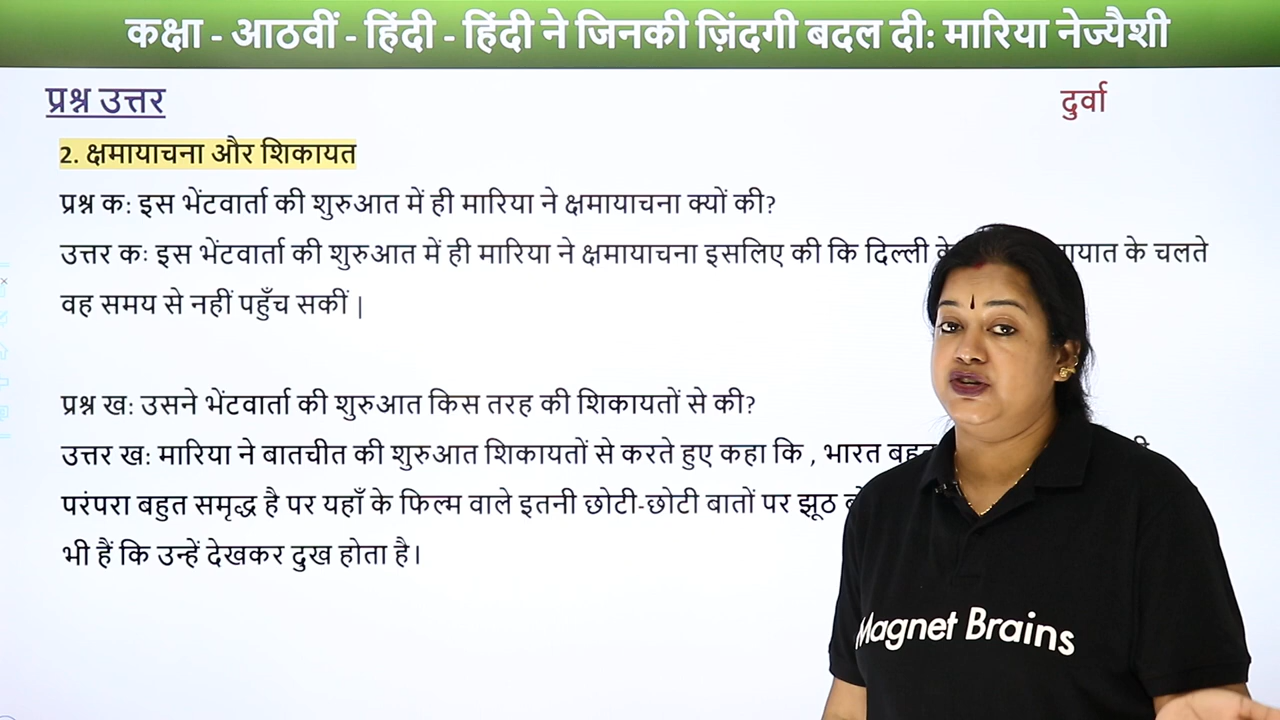 कक्षा - आठवीं - हिंदी - हिंदी ने जिनकी ज़िंदगी बदल दी: मारिया नेज्यैशी
प्रश्न उत्तर
दुर्वा
2. क्षमायाचना और शिकायत
प्रश्न क: इस भेंटवार्ता की शुरुआत में ही मारिया ने क्षमायाचना क्यों की?
उत्तर क: इस भेंटवार्ता की शुरुआत में ही मारिया ने क्षमायाचना इसलिए की कि दिल्ली के चलते
वह समय से नहीं पहुँच सकीं |
प्रश्न ख: उसने भेंटवार्ता की शुरुआत किस तरह की शिकायतों से की?
उत्तर ख: मारिया ने बातचीत की शुरुआत शिकायतों से करते हुए कहा कि , भारत
परंपरा बहुत समृद्ध है पर यहाँ के फिल्म वाले इतनी छोटी-छोटी बातों पर झूठ
भी हैं कि उन्हें देखकर दुख होता है।
Magnet Brains